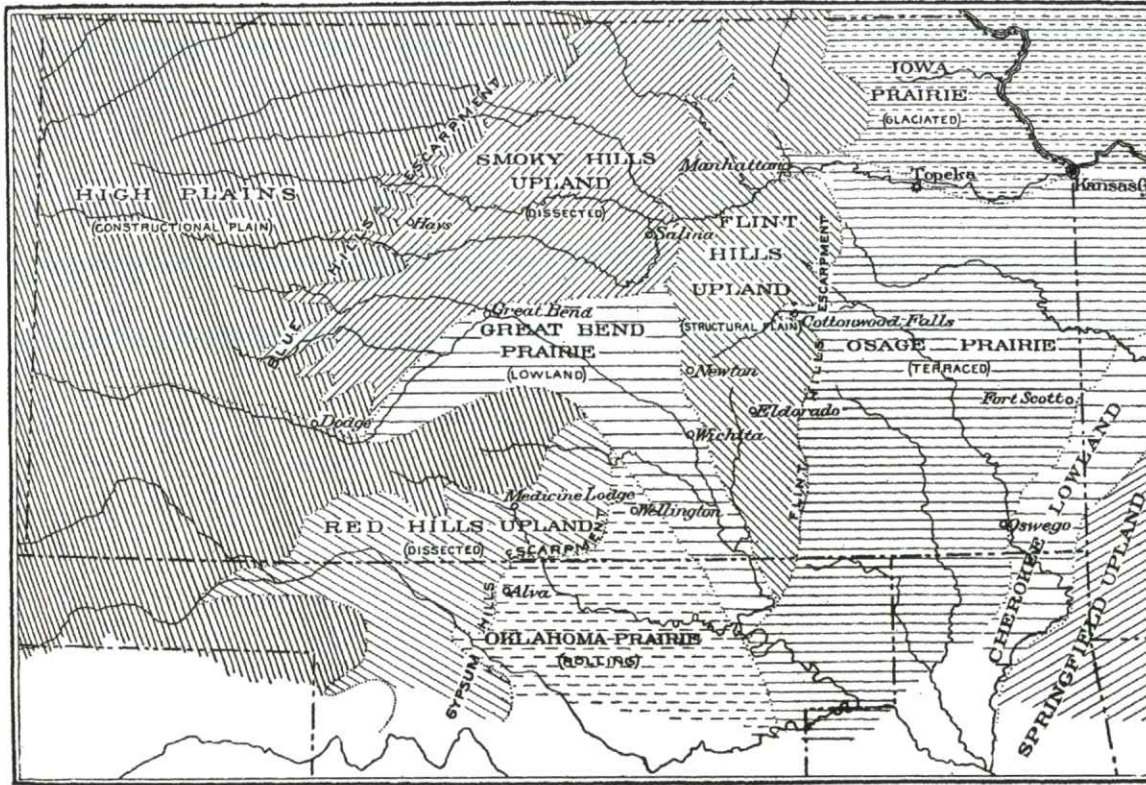 IOWA
PRAIRIE
(GLACIATED)
SMOKY HILLS
UPLAND
(DISSECTED)
Manhattan
Topeka
Kansas C
HIGH PLAINS
(CONSTRUCTIONAL PLAIN)
BLUE HILLS ESCARPMENT
Hays
Salina
FLINT
HILLS
UPLAND
(STRUCTURAL PLAIN)
FLINT HILLS ESCARPMENT
Great Bend
GREAT BEND
PRAIRIE
(LOWLAND)
Cottonwood Falls
OSAGE PRAIRIE
(TERRACED)
Newton
Fort Scott
Eldorado
Dodge
Wichita
Medicine Lodge
Wellington
RED HILLS UPLAND
(DISSECTED)
GYPSUM HILLS ESCARPMENT
Oswego
Alva
OKLAHOMA PRAIRIE
(ROLLING)
CHEROKEE LOWLAND
SPRINGFIELD UPLAND